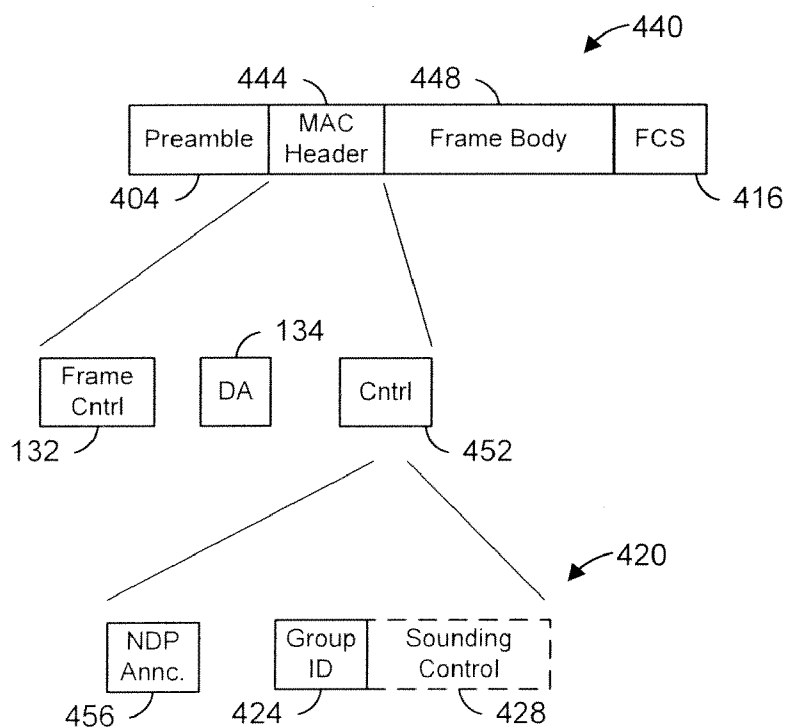 440
444
448
Preamble
MAC
Header
Frame Body
FCS
404
416
134
Frame
Cntrl
DA
Cntrl
132
452
420
NDP
Annc.
Group
ID
Sounding
Control
456
424
428